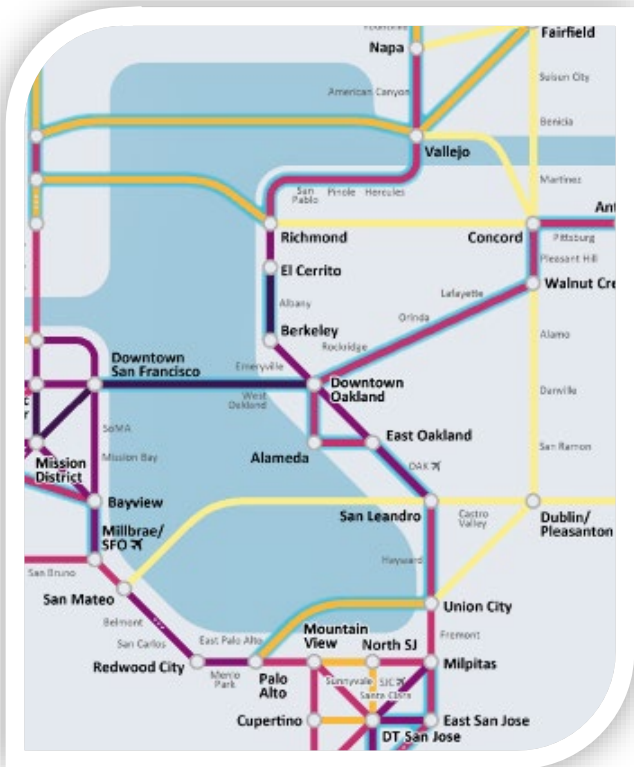 Fairfield
Napa
Suisun City
American Canyon
Benicia
Vallejo
Martinez
San
Pablo
Pinole
Hercules
Richmond
Concord
Pittsburg
El Cerrito
Pleasant Hill
Lafayette
Albany
Orinda
Berkeley
Rockridge
Alamo
Emeryville
Downtown
San Francisco
West
Oakland
Downtown
Oakland
Danville
SoMA
East Oakland
San Ramon
Mission Bay
Alameda
Mission
District
OAK
Bayview
San Leandro
Castro
Valley
Dublin/
Pleasanton
Millbrae/
SFO
Hayward
San Bruno
San Mateo
Union City
Belmont
San Carlos
East Palo Alto
Mountain
View
North SJ
Fremont
Redwood City
Menlo
Park
Palo
Alto
Sunnyvale
SJC
Santa Clara
Milpitas
Cupertino
East San Jose
DT San Jose